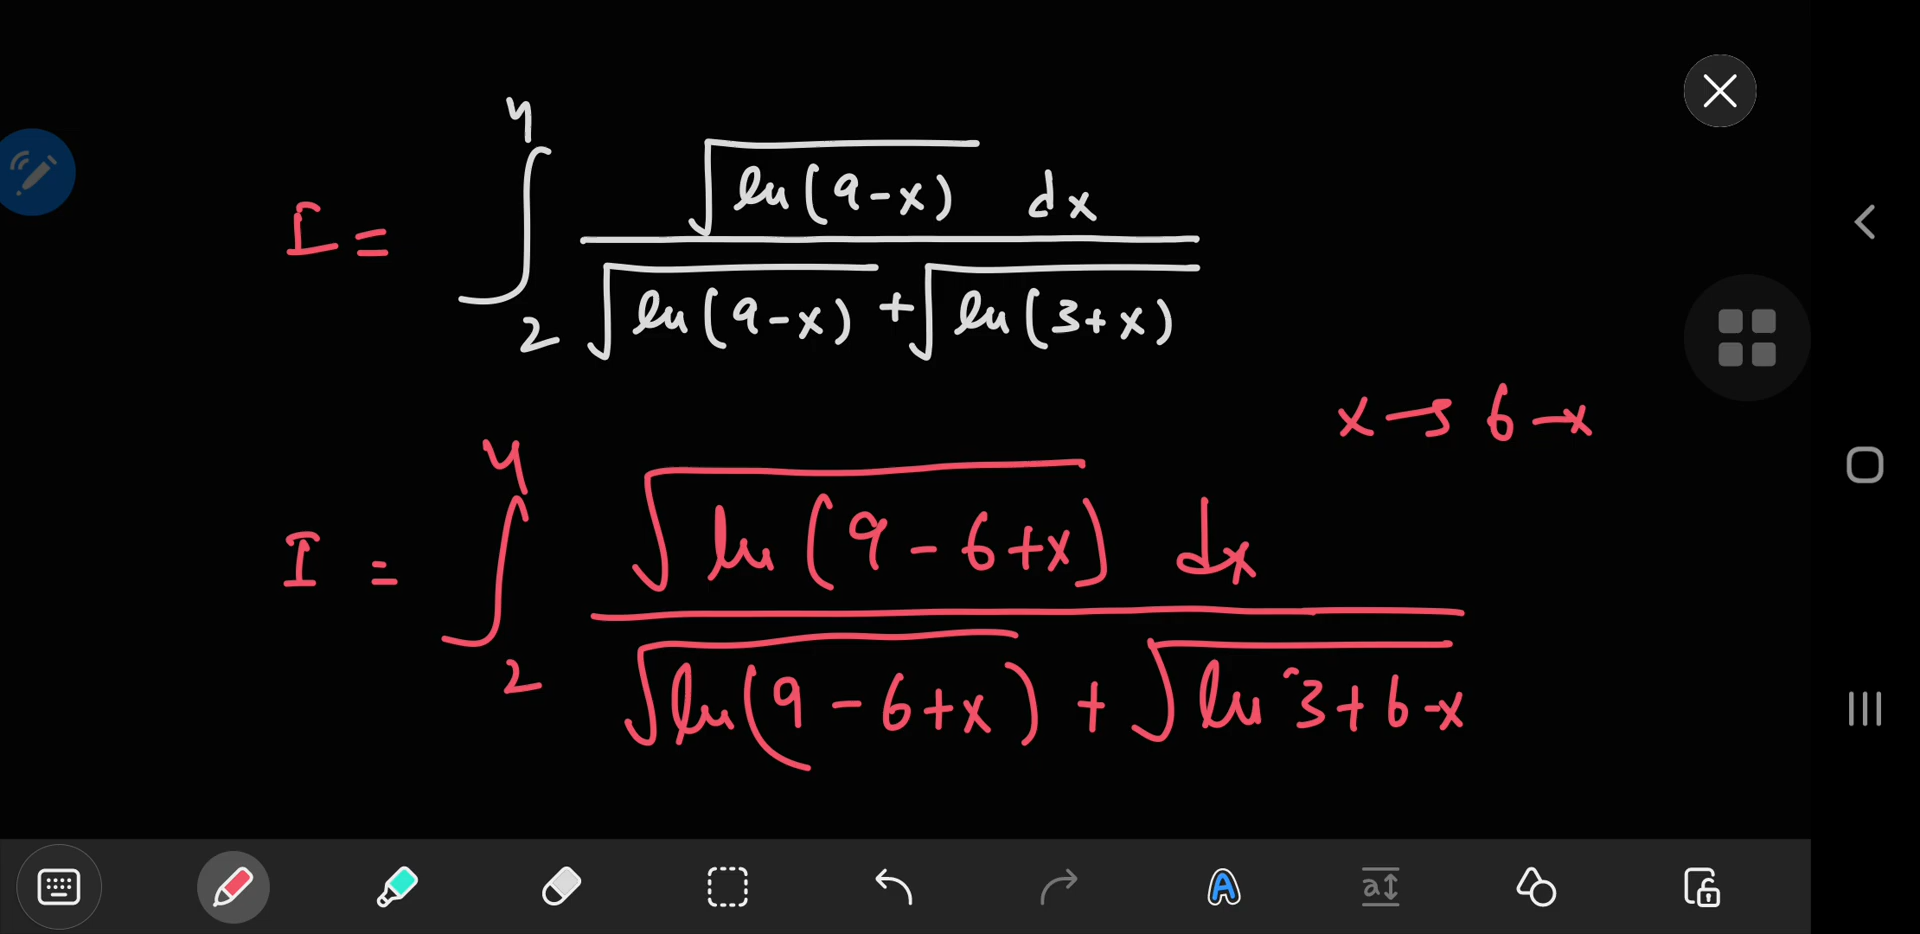 I = ∫₂⁴ √ln(9-x) dx / (√ln(9-x) + √ln(3+x))
x → 6-x
I = ∫₂⁴ √ln(9-6+x) dx / (√ln(9-6+x) + √ln 3+6-x)
A
a